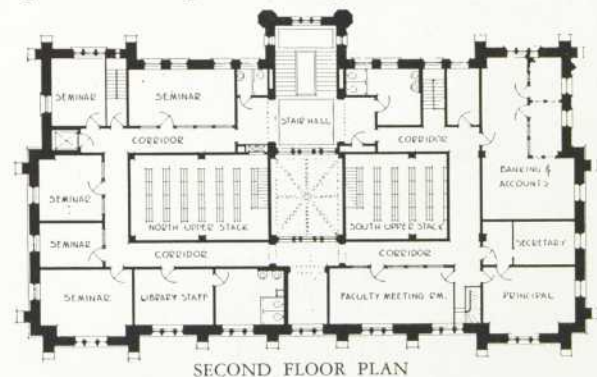 SEMINAR
SEMINAR
STAIR HALL
CORRIDOR
CORRIDOR
SEMINAR
NORTH UPPER STACK
SOUTH UPPER STACK
BANKING &
ACCOUNTS
SEMINAR
CORRIDOR
CORRIDOR
SECRETARY
SEMINAR
LIBRARY STAFF
FACULTY MEETING RM.
PRINCIPAL
SECOND FLOOR PLAN